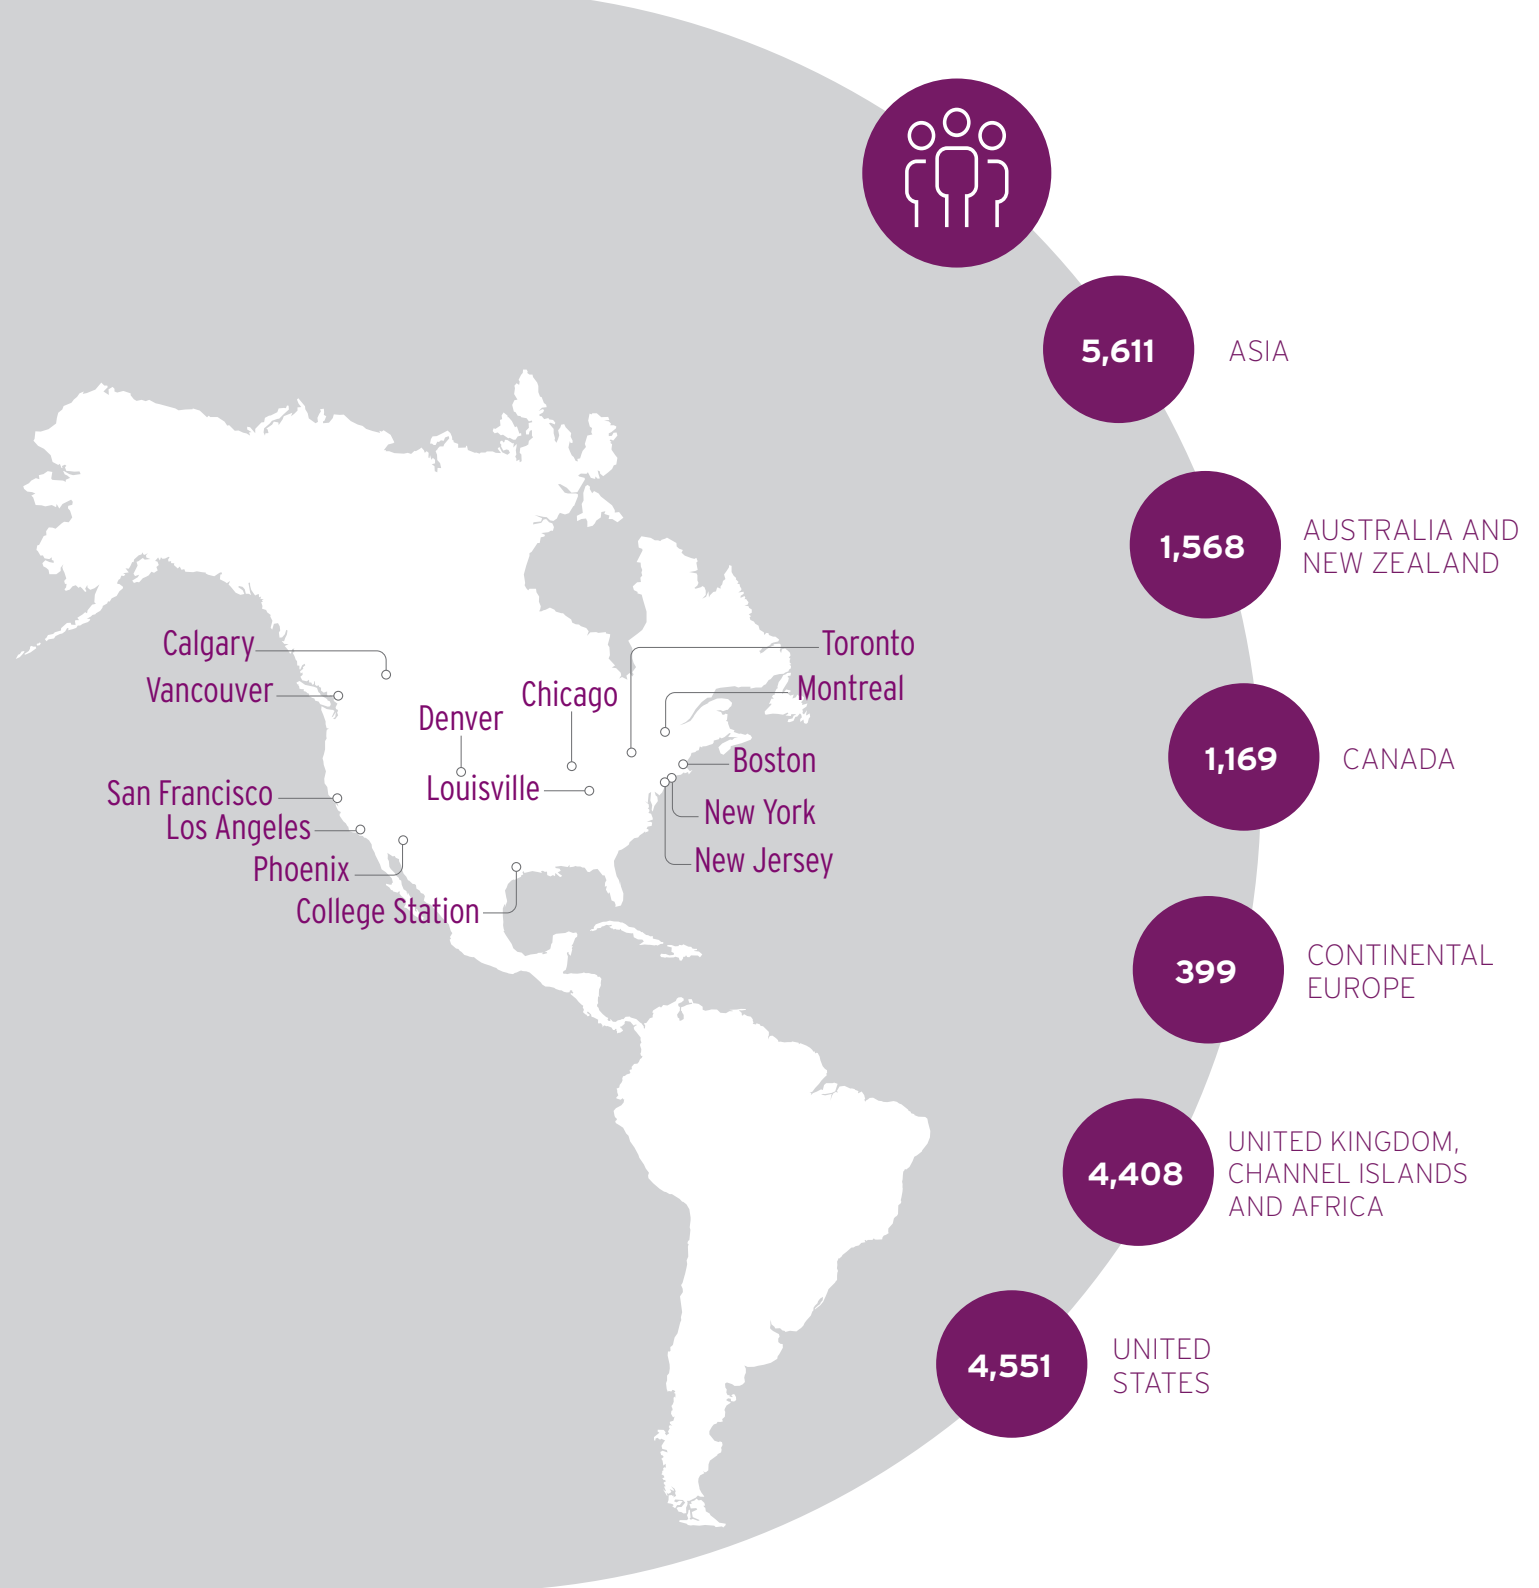 5,611
ASIA
1,568
AUSTRALIA AND
NEW ZEALAND
Calgary
Toronto
Vancouver
Chicago
Montreal
Denver
Boston
Louisville
San Francisco
New York
Los Angeles
Phoenix
New Jersey
College Station
1,169
CANADA
399
CONTINENTAL
EUROPE
4,408
UNITED KINGDOM,
CHANNEL ISLANDS
AND AFRICA
4,551
UNITED
STATES